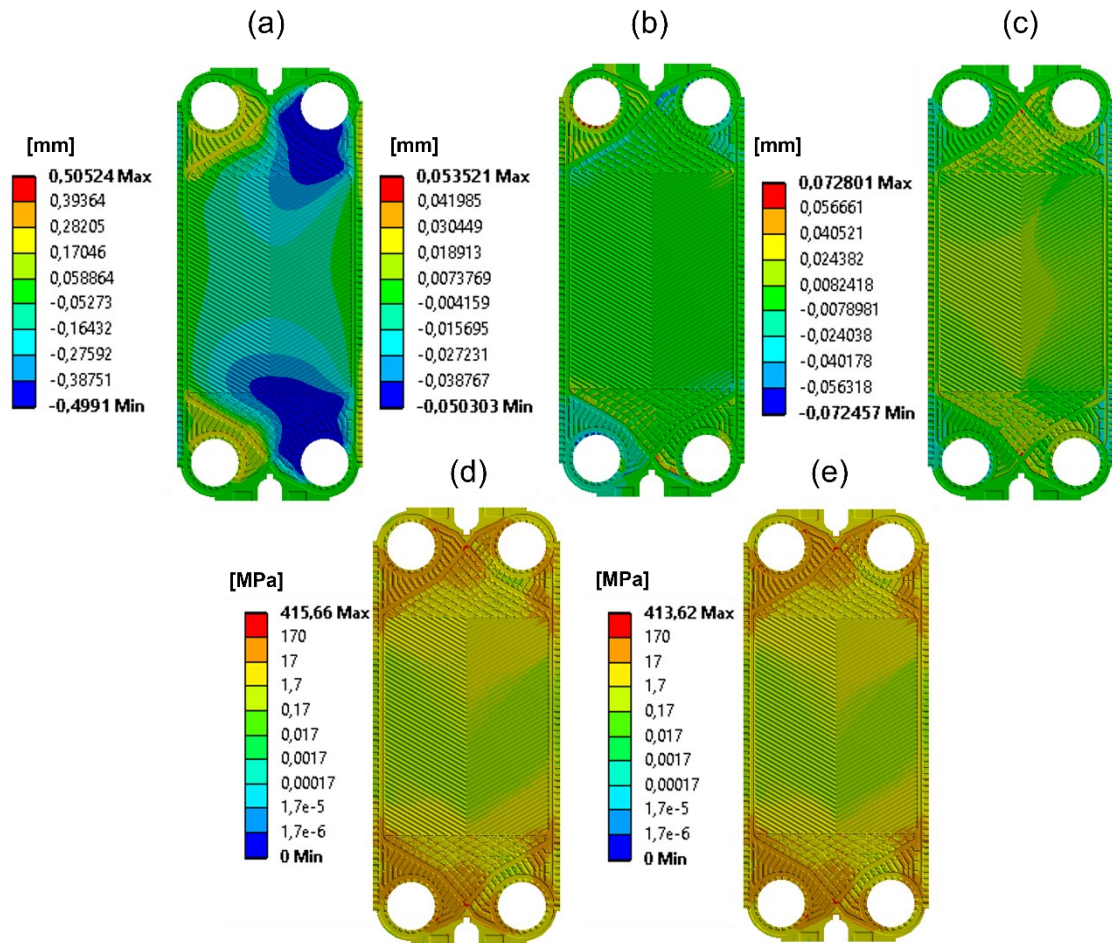 (a)
(b)
(c)
[mm]
0,50524 Max
0,39364
0,28205
0,17046
0,058864
-0,05273
-0,16432
-0,27592
-0,38751
-0,4991 Min
[mm]
0,053521 Max
0,041985
0,030449
0,018913
0,0073769
-0,004159
-0,015695
-0,027231
-0,038767
-0,050303 Min
[mm]
0,072801 Max
0,056661
0,040521
0,024382
0,0082418
-0,0078981
-0,024038
-0,040178
-0,056318
-0,072457 Min
(d)
(e)
[MPa]
415,66 Max
170
17
1,7
0,17
0,017
0,0017
0,00017
1,7e-5
1,7e-6
0 Min
[MPa]
413,62 Max
170
17
1,7
0,17
0,017
0,0017
0,00017
1,7e-5
1,7e-6
0 Min